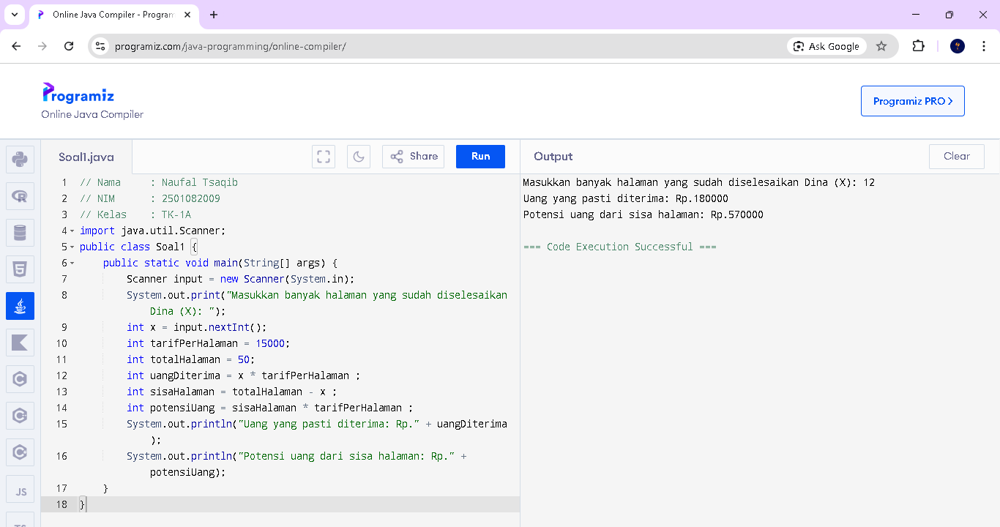 Online Java Compiler - Program
programiz.com/java-programming/online-compiler/
Ask Google
Programiz
Online Java Compiler
Programiz PRO
Soal1.java
Share
Run
Output
Clear
1 // Nama     : Naufal Tsaqib
2 // NIM      : 2501082009
3 // Kelas    : TK-1A
4 import java.util.Scanner;
5 public class Soal1 {
6     public static void main(String[] args) {
7         Scanner input = new Scanner(System.in);
8         System.out.print("Masukkan banyak halaman yang sudah diselesaikan
            Dina (X): ");
9         int x = input.nextInt();
10         int tarifPerHalaman = 15000;
11         int totalHalaman = 50;
12         int uangDiterima = x * tarifPerHalaman ;
13         int sisaHalaman = totalHalaman - x ;
14         int potensiUang = sisaHalaman * tarifPerHalaman ;
15         System.out.println("Uang yang pasti diterima: Rp." + uangDiterima
            );
16         System.out.println("Potensi uang dari sisa halaman: Rp." +
            potensiUang);
17     }
18 }
Masukkan banyak halaman yang sudah diselesaikan Dina (X): 12
Uang yang pasti diterima: Rp.180000
Potensi uang dari sisa halaman: Rp.570000
=== Code Execution Successful ===
JS